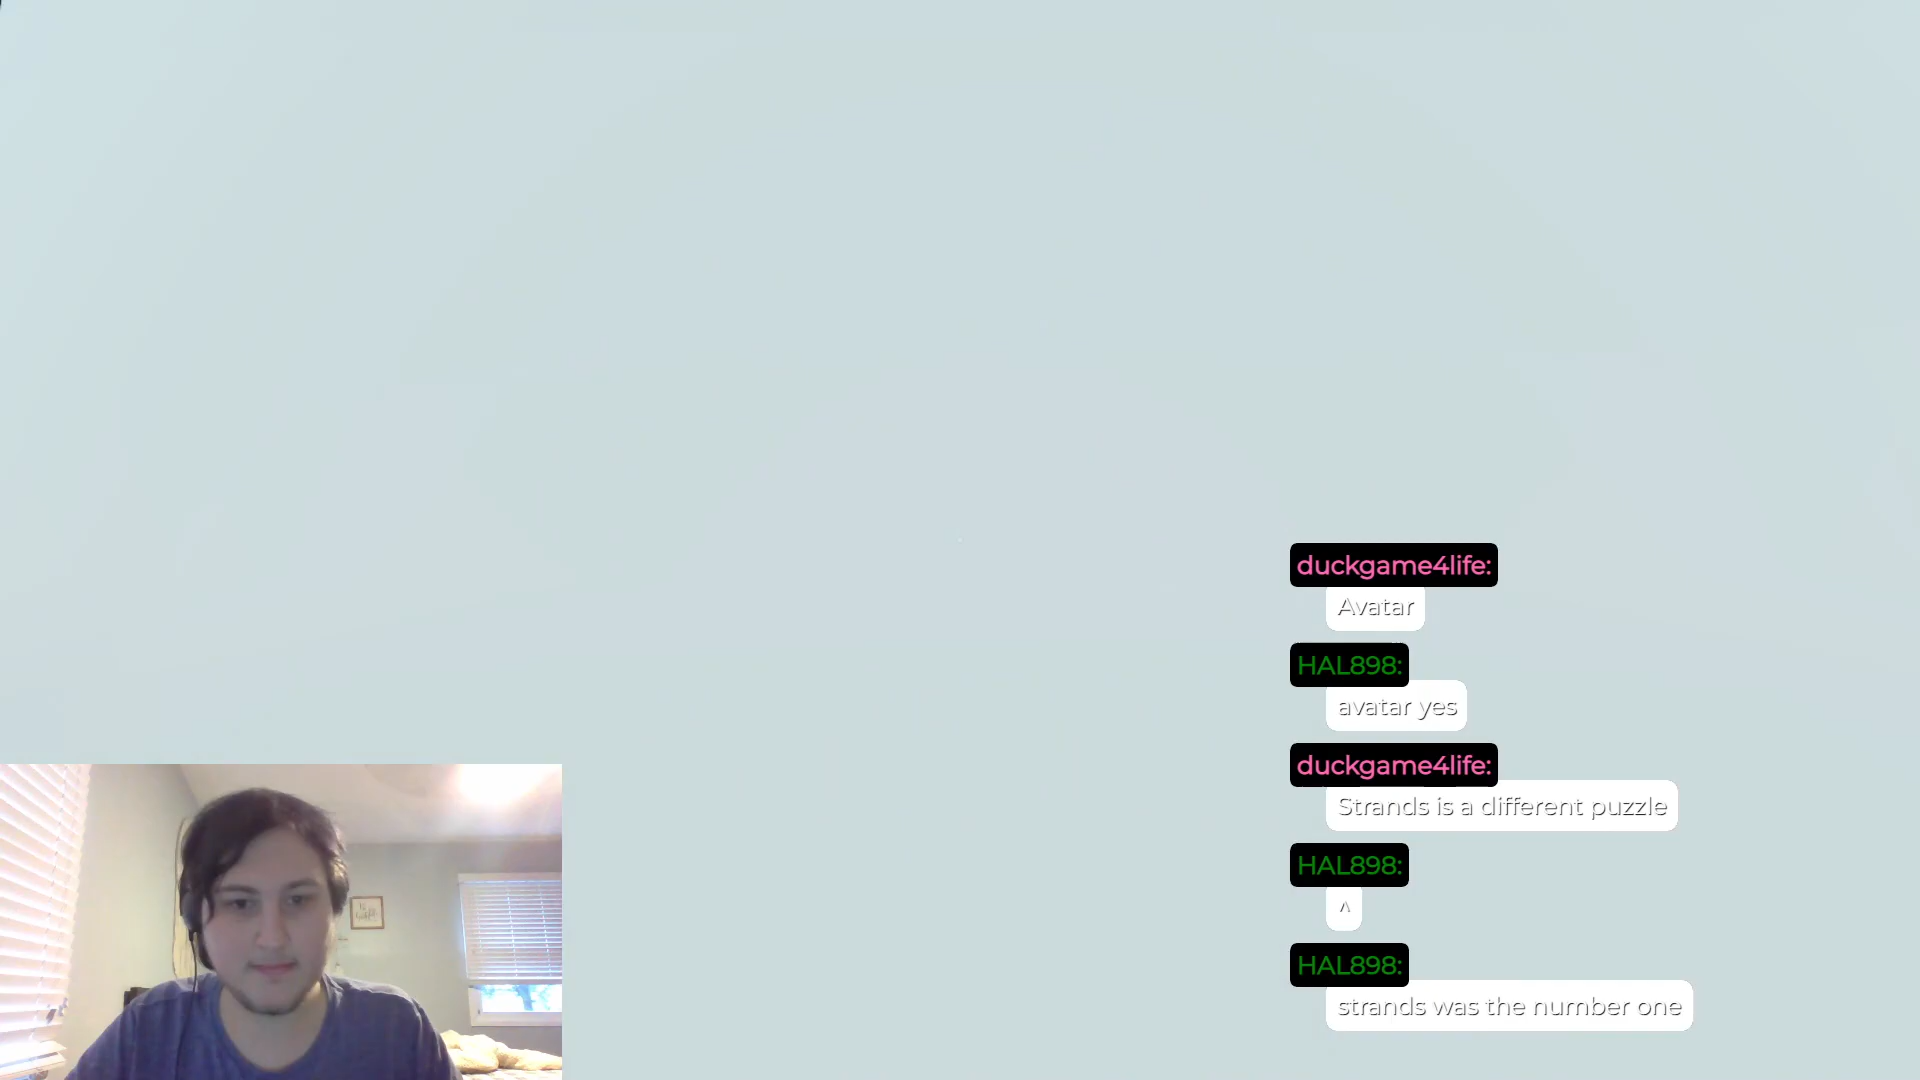 duckgame4life:
Avatar
HAL898:
avatar yes
duckgame4life:
Strands is a different puzzle
HAL898:
^
HAL898:
strands was the number one